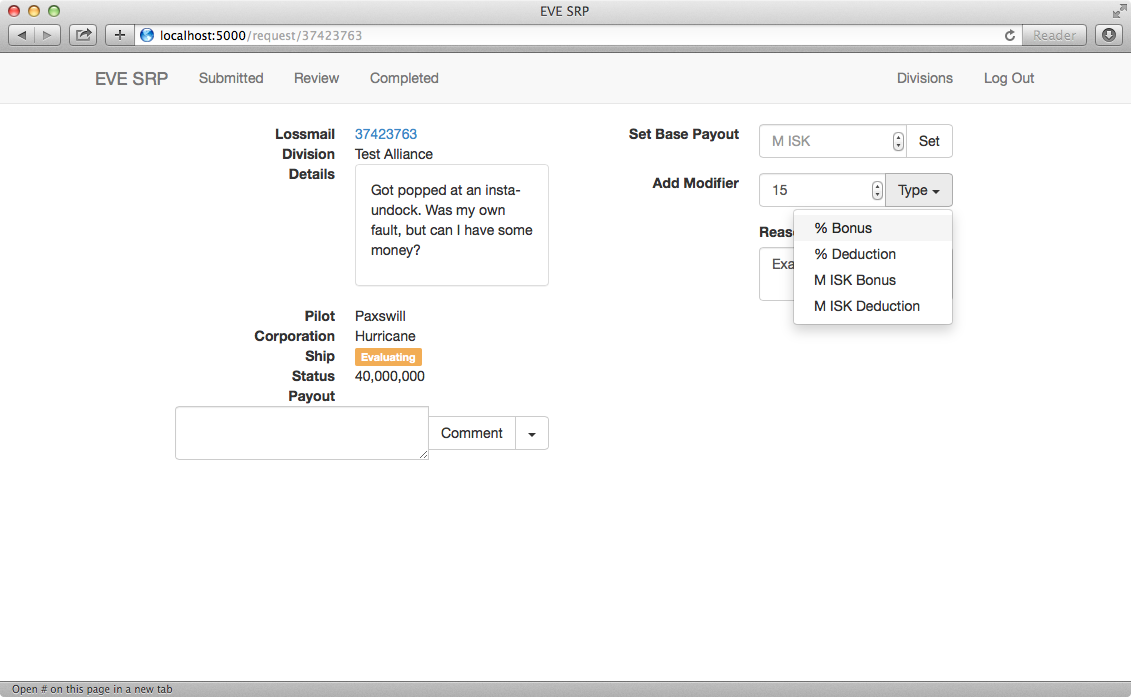 EVE SRP
localhost:5000/request/37423763
Reader
EVE SRP Submitted Review Completed Divisions Log Out
Lossmail 37423763
Division Test Alliance
Details
Got popped at an insta-
undock. Was my own
fault, but can I have some
money?
Pilot Paxswill
Corporation Hurricane
Ship Evaluating
Status 40,000,000
Payout
Comment
Set Base Payout M ISK Set
Add Modifier 15 Type
% Bonus
% Deduction
M ISK Bonus
M ISK Deduction
Open # on this page in a new tab